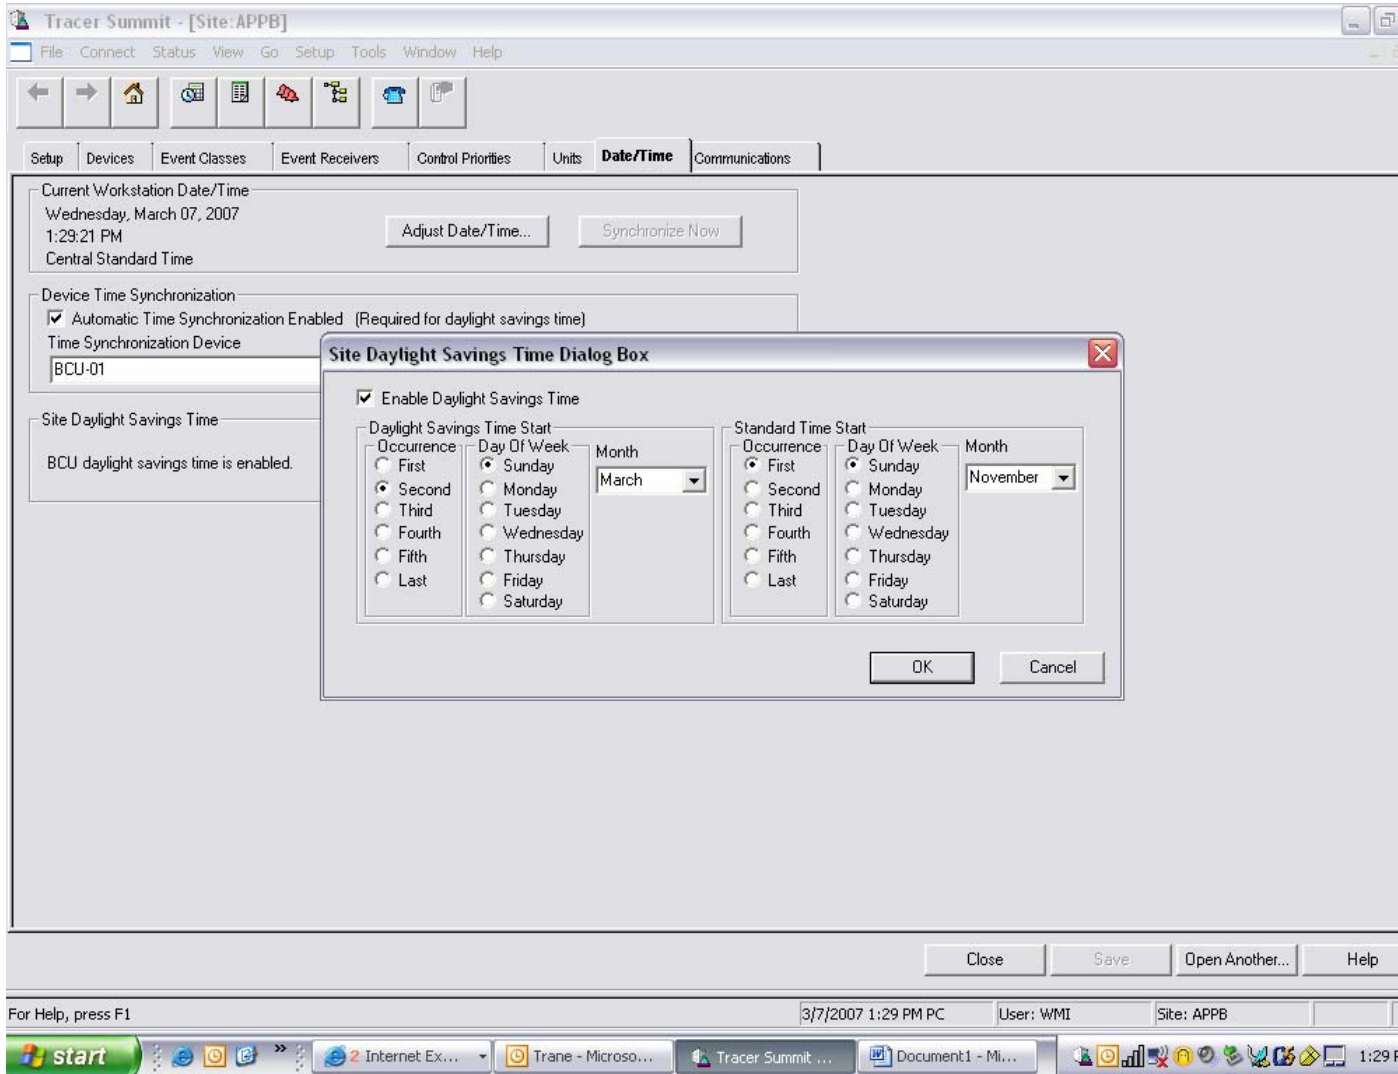 Tracer Summit - [Site:APPB]
File Connect Status View Go Setup Tools Window Help
Setup Devices Event Classes Event Receivers Control Priorities Units Date/Time Communications
Current Workstation Date/Time
Wednesday, March 07, 2007
1:29:21 PM
Central Standard Time
Adjust Date/Time... Synchronize Now
Device Time Synchronization
Automatic Time Synchronization Enabled (Required for daylight savings time)
Time Synchronization Device
BCU-01
Site Daylight Savings Time
BCU daylight savings time is enabled.
Site Daylight Savings Time Dialog Box
Enable Daylight Savings Time
Daylight Savings Time Start
Occurrence
First
Second
Third
Fourth
Fifth
Last
Day Of Week
Sunday
Monday
Tuesday
Wednesday
Thursday
Friday
Saturday
Month
March
Standard Time Start
Occurrence
First
Second
Third
Fourth
Fifth
Last
Day Of Week
Sunday
Monday
Tuesday
Wednesday
Thursday
Friday
Saturday
Month
November
OK Cancel
Close Save Open Another... Help
For Help, press F1 3/7/2007 1:29 PM PC User: WMI Site: APPB
start 2 Internet Ex... Trane - Microso... Tracer Summit ... Document1 - Mi... 1:29 P